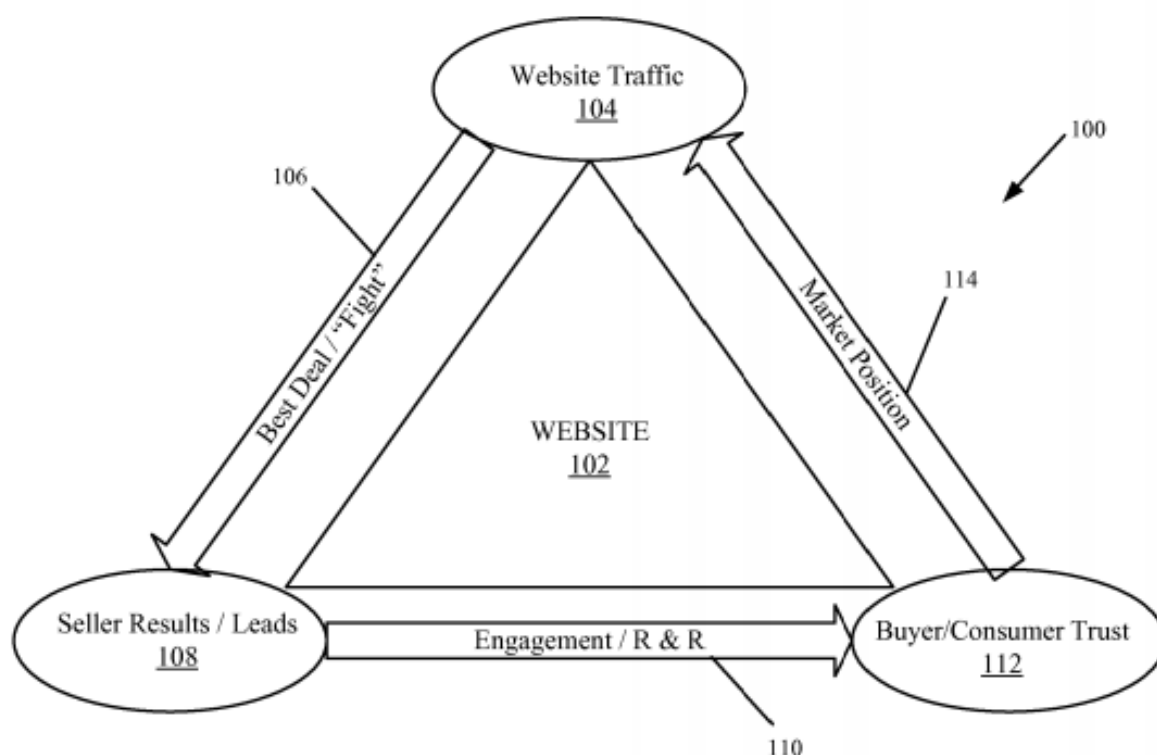 Website Traffic
104
100
106
114
Best Deal / “Fight”
Market Position
WEBSITE
102
Seller Results / Leads
108
Engagement / R & R
Buyer/Consumer Trust
112
110